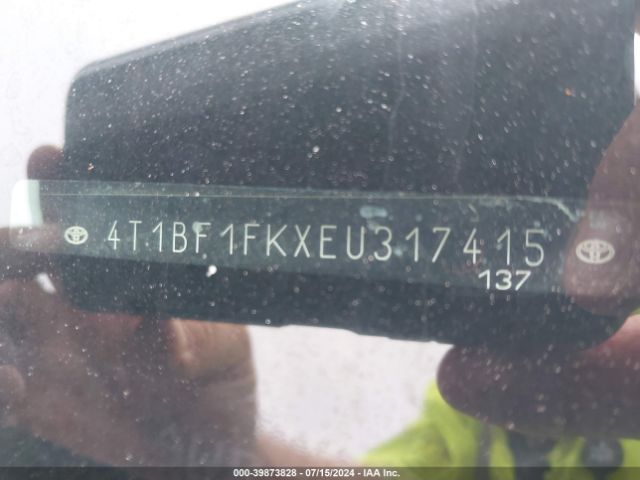 4T1BF1FKXEU317415
137
000-39873828 - 07/15/2024 - IAA Inc.